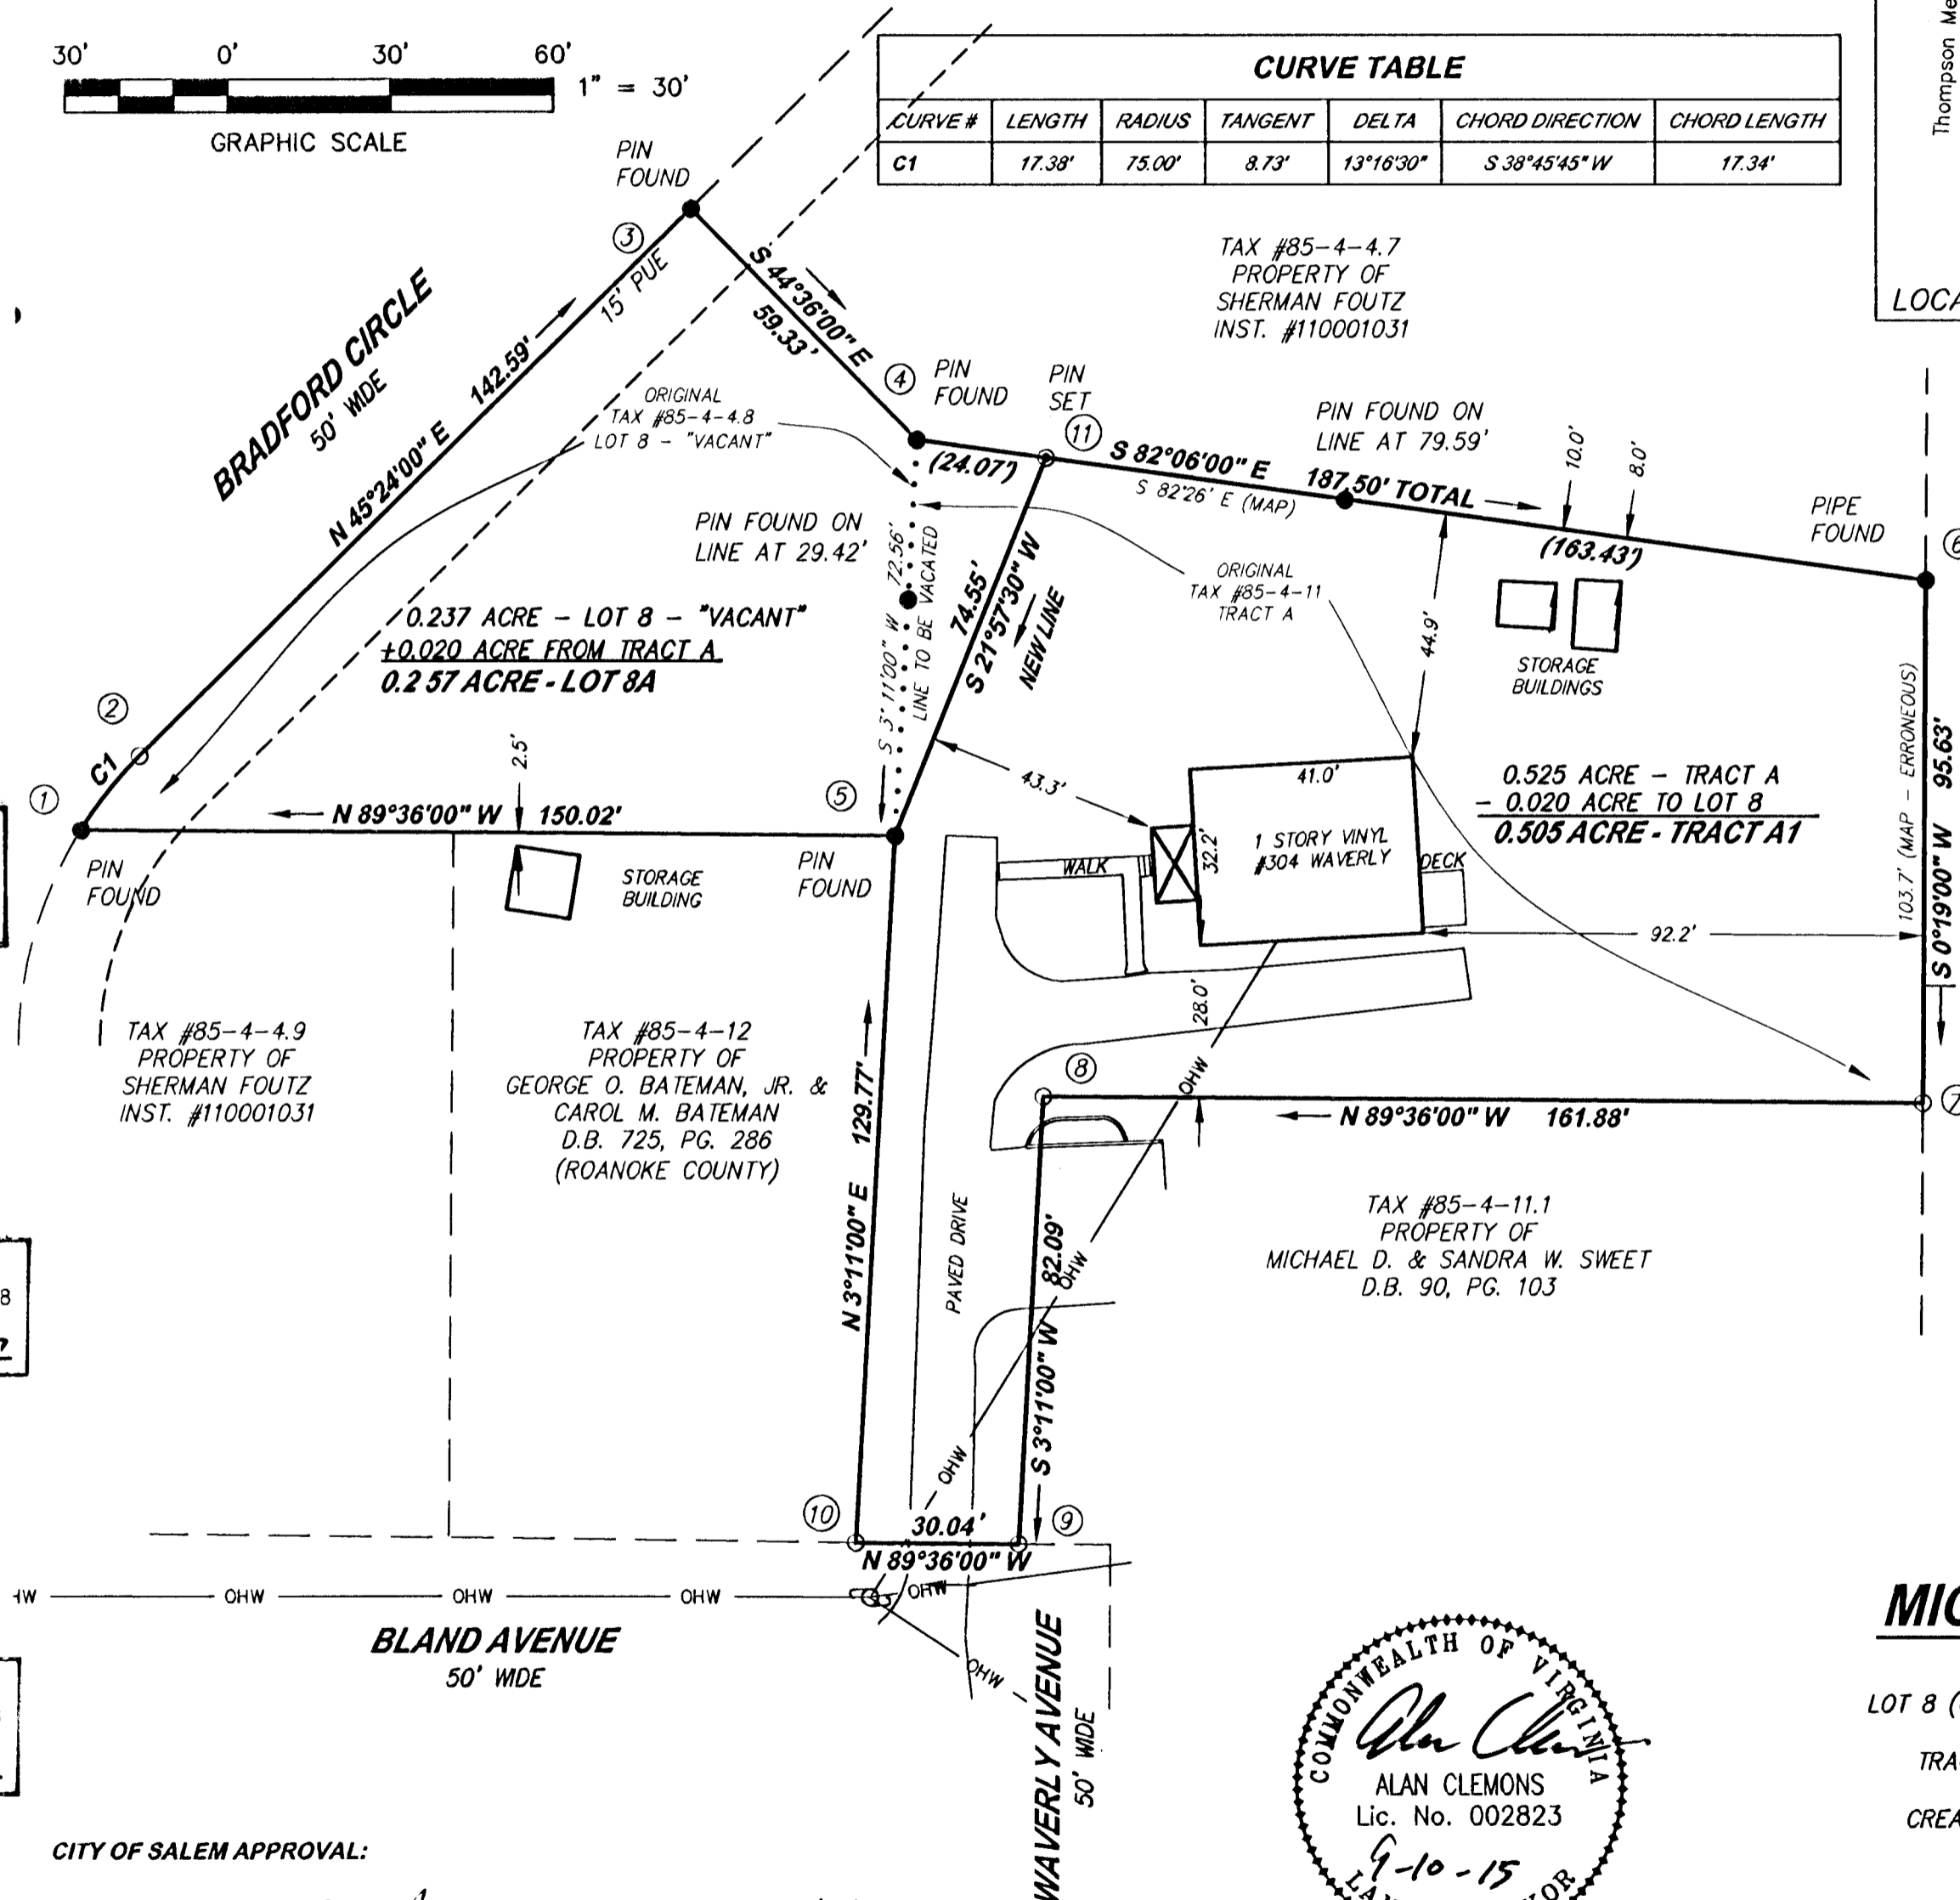 30' 0' 30' 60'
1" = 30'
GRAPHIC SCALE
CURVE TABLE
CURVE # LENGTH RADIUS TANGENT DELTA CHORD DIRECTION CHORD LENGTH
C1 17.38' 75.00' 8.73' 13°16'30" S 38°45'45" W 17.34'
PIN
FOUND
3
15' PUE
BRADFORD CIRCLE
50' WIDE
N 45°24'00" E 142.59'
S 44°36'00" E
59.33'
TAX #85-4-4.7
PROPERTY OF
SHERMAN FOUTZ
INST. #110001031
ORIGINAL
TAX #85-4-4.8
LOT 8 - "VACANT"
4
PIN
FOUND
PIN
SET
11
(24.07')
S 82°06'00" E 187.50' TOTAL
S 82°26' E (MAP)
PIN FOUND ON
LINE AT 79.59'
10.0'
8.0'
(163.43')
PIPE
FOUND
6
PIN FOUND ON
LINE AT 29.42'
S 3°11'00" W 72.56'
LINE TO BE VACATED
74.55'
S 21°57'30" W
NEW LINE
ORIGINAL
TAX #85-4-11
TRACT A
44.9'
STORAGE
BUILDINGS
0.237 ACRE - LOT 8 - "VACANT"
+0.020 ACRE FROM TRACT A
0.257 ACRE - LOT 8A
2
C1
1
PIN
FOUND
2.5'
N 89°36'00" W 150.02'
5
PIN
FOUND
STORAGE
BUILDING
43.3'
41.0'
32.2'
1 STORY VINYL
#304 WAVERLY
DECK
WALK
0.525 ACRE - TRACT A
- 0.020 ACRE TO LOT 8
0.505 ACRE - TRACT A1
103.7' (MAP - ERRONEOUS)
S 0°19'00" W 95.63'
92.2'
28.0'
TAX #85-4-4.9
PROPERTY OF
SHERMAN FOUTZ
INST. #110001031
TAX #85-4-12
PROPERTY OF
GEORGE O. BATEMAN, JR. &
CAROL M. BATEMAN
D.B. 725, PG. 286
(ROANOKE COUNTY)
N 3°11'00" E 129.77'
PAVED DRIVE
8
OHW
N 89°36'00" W 161.88'
7
TAX #85-4-11.1
PROPERTY OF
MICHAEL D. & SANDRA W. SWEET
D.B. 90, PG. 103
S 3°11'00" W 82.09'
OHW
OHW
10
30.04'
9
N 89°36'00" W
HW OHW OHW OHW
OHW
OHW
BLAND AVENUE
50' WIDE
WAVERLY AVENUE
50' WIDE
COMMONWEALTH OF VIRGINIA
ALAN CLEMONS
Lic. No. 002823
9-10-15
CITY OF SALEM APPROVAL:
Thompson Me
LOCA
MIC
LOT 8 (
TRA
CREA
8